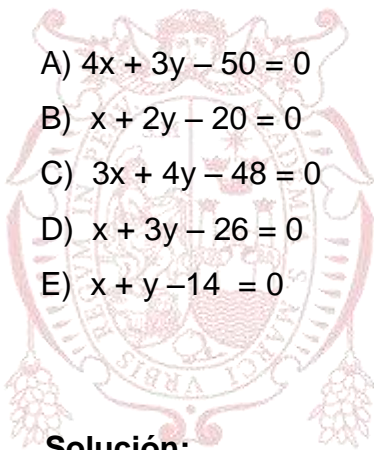 A) 4x + 3y – 50 = 0
B) x + 2y – 20 = 0
C) 3x + 4y – 48 = 0
D) x + 3y – 26 = 0
E) x + y –14 = 0
Solución: